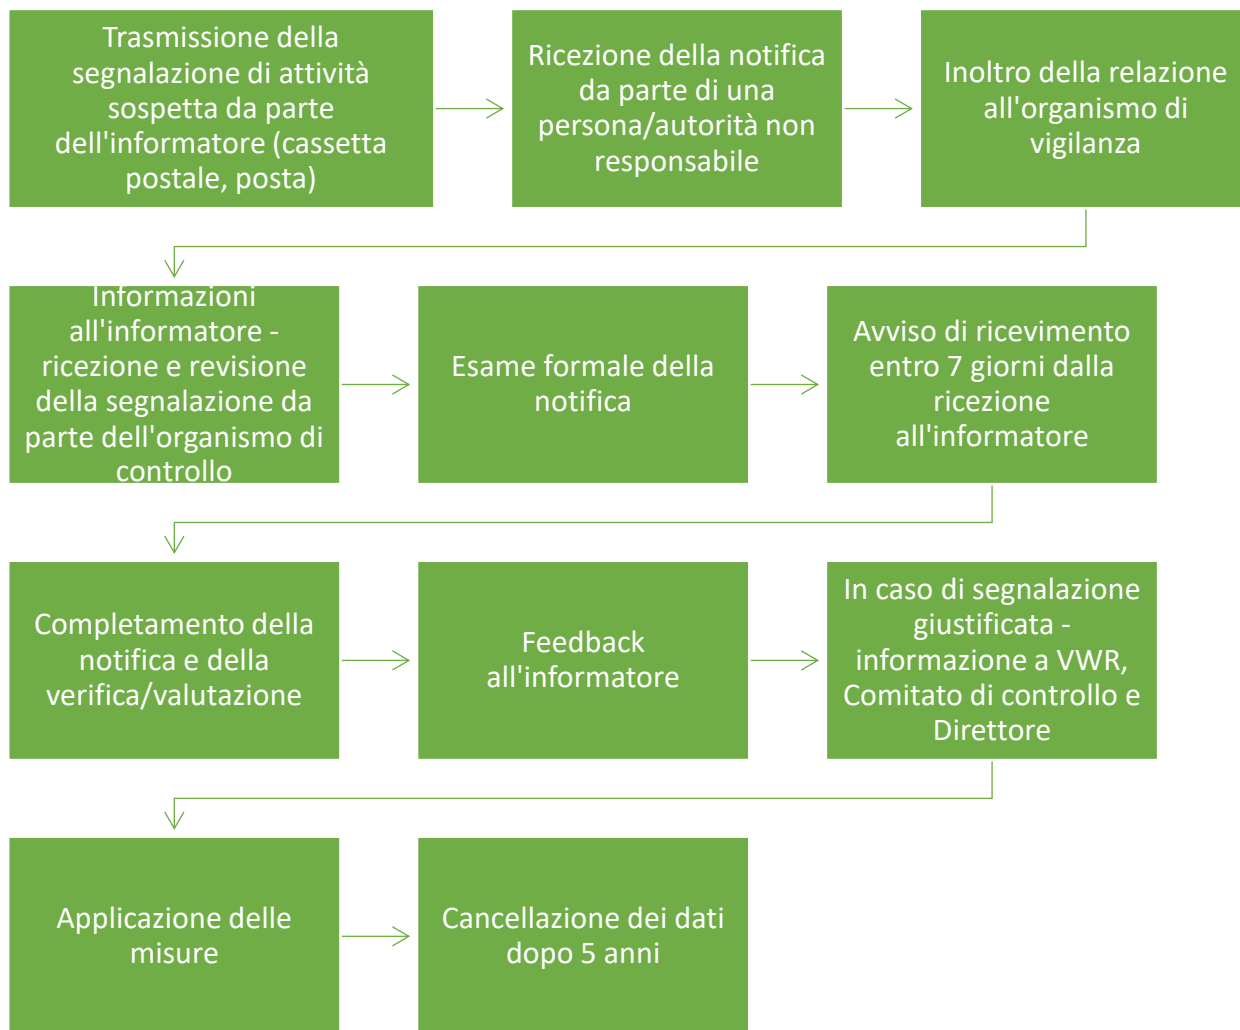 Trasmissione della
segnalazione di attività
sospetta da parte
dell'informatore (cassetta
postale, posta)
Ricezione della notifica
da parte di una
persona/autorità non
responsabile
Inoltro della relazione
all'organismo di
vigilanza
Informazioni
all'informatore -
ricezione e revisione
della segnalazione da
parte dell'organismo di
controllo
Esame formale della
notifica
Avviso di ricevimento
entro 7 giorni dalla
ricezione
all'informatore
Completamento della
notifica e della
verifica/valutazione
Feedback
all'informatore
In caso di segnalazione
giustificata -
informazione a VWR,
Comitato di controllo e
Direttore
Applicazione delle
misure
Cancellazione dei dati
dopo 5 anni